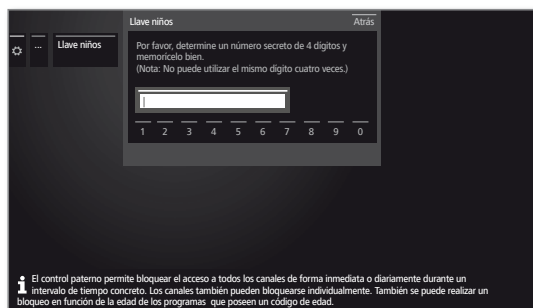 Llave niños Atrás
... Llave niños
Por favor, determine un número secreto de 4 dígitos y
memorícelo bien.
(Nota: No puede utilizar el mismo dígito cuatro veces.)
1 2 3 4 5 6 7 8 9 0
El control paterno permite bloquear el acceso a todos los canales de forma inmediata o diariamente durante un
intervalo de tiempo concreto. Los canales también pueden bloquearse individualmente. También se puede realizar un
bloqueo en función de la edad de los programas que poseen un código de edad.